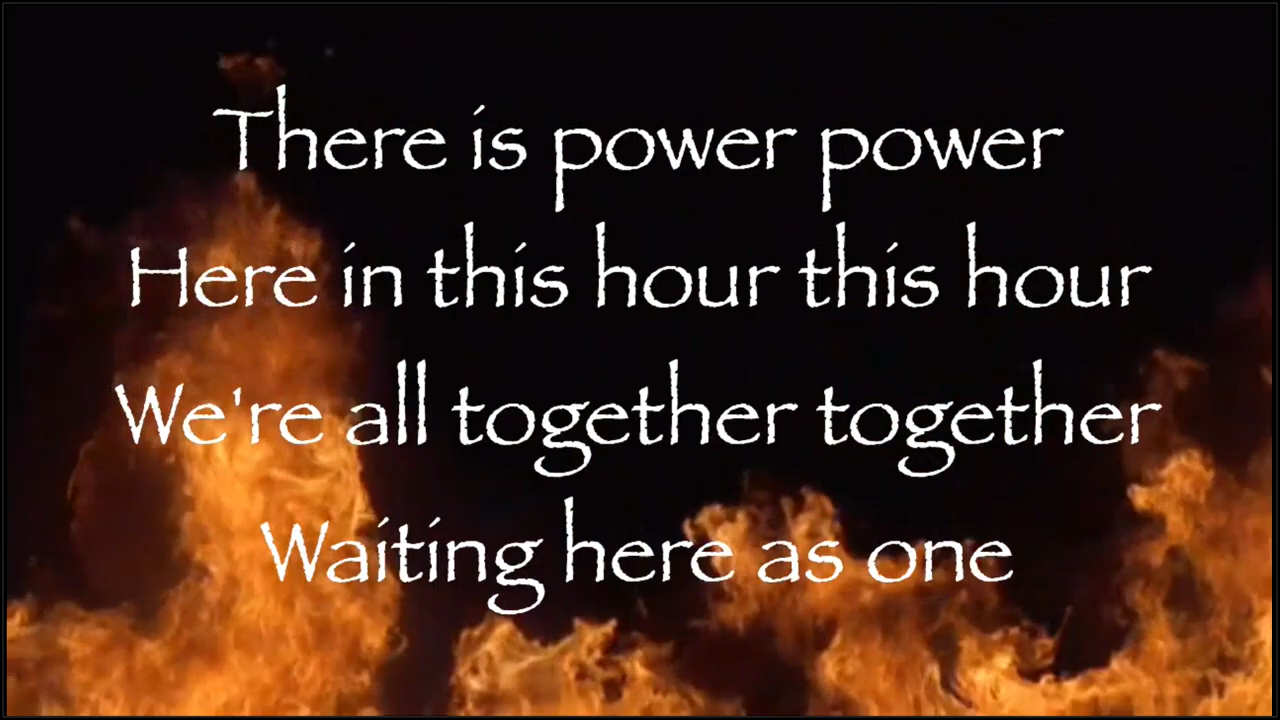 There is power power
Here in this hour this hour
We're all together together
Waiting here as one